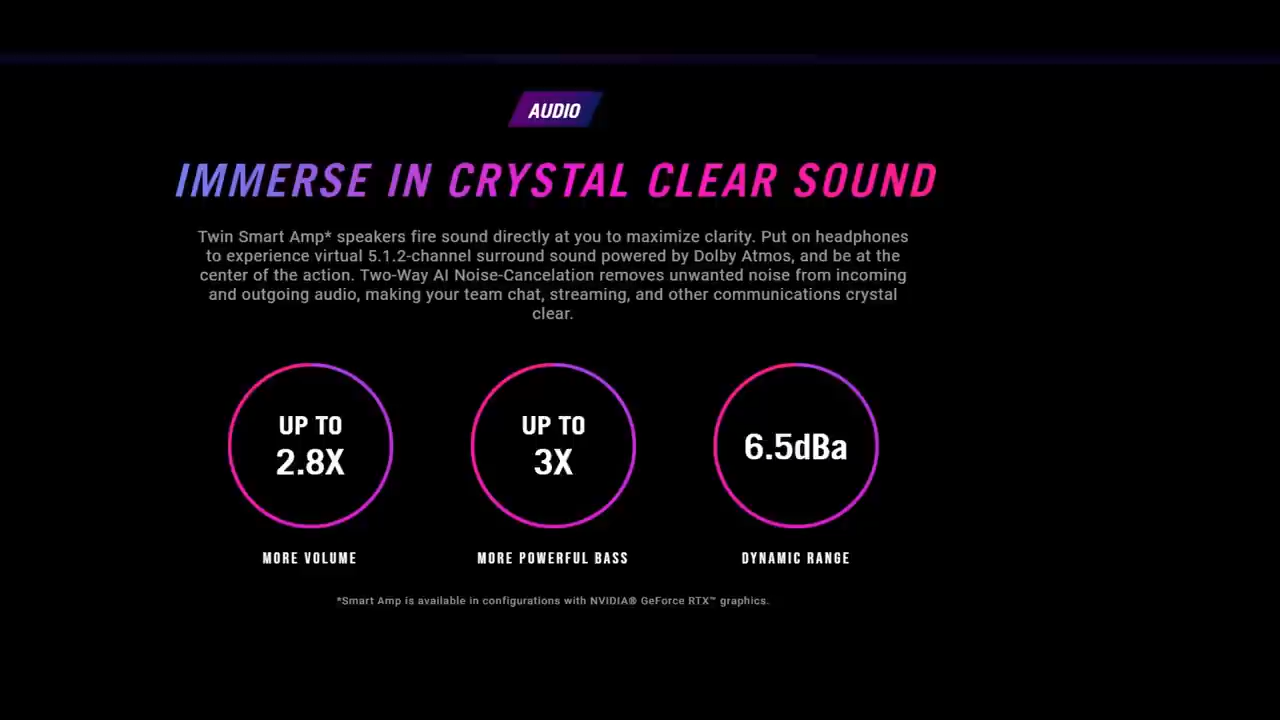 AUDIO
IMMERSE IN CRYSTAL CLEAR SOUND
Twin Smart Amp* speakers fire sound directly at you to maximize clarity. Put on headphones
to experience virtual 5.1.2-channel surround sound powered by Dolby Atmos, and be at the
center of the action. Two-Way AI Noise-Cancelation removes unwanted noise from incoming
and outgoing audio, making your team chat, streaming, and other communications crystal
clear.
UP TO
2.8X
MORE VOLUME
UP TO
3X
MORE POWERFUL BASS
6.5dBa
DYNAMIC RANGE
*Smart Amp is available in configurations with NVIDIA® GeForce RTX™ graphics.